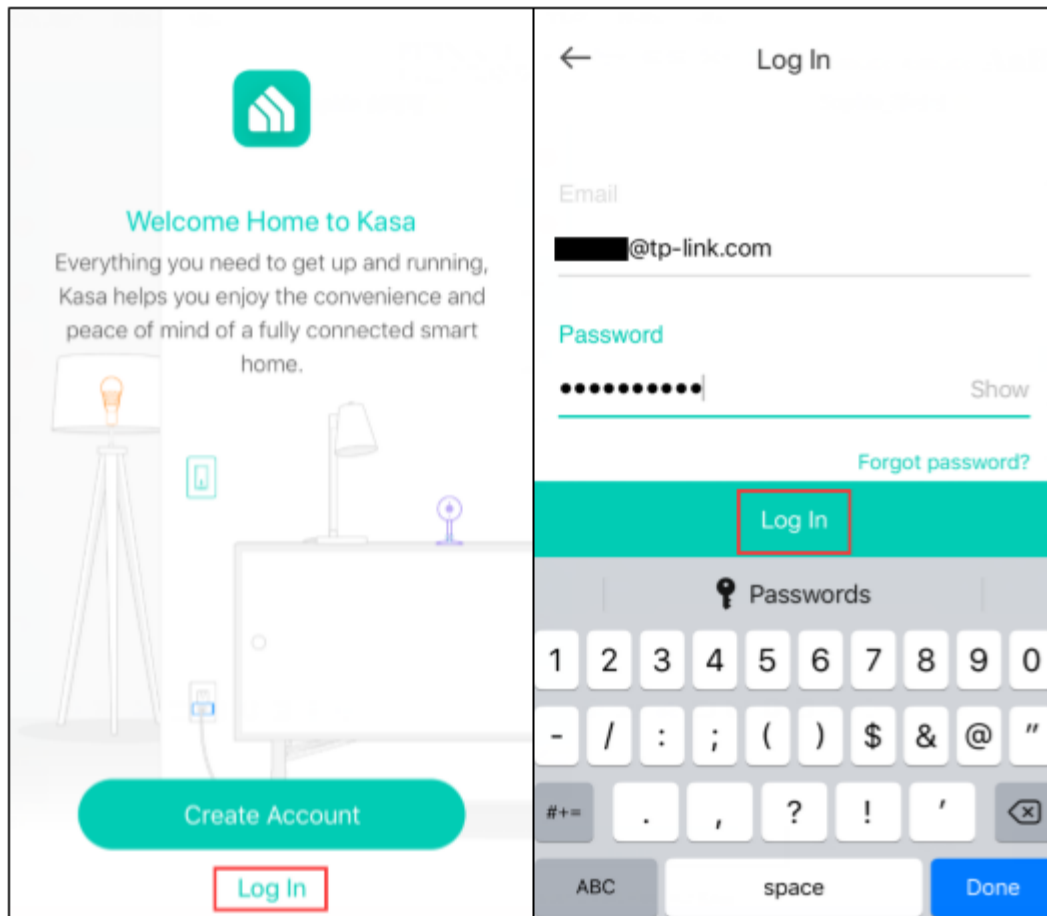 Welcome Home to Kasa
Everything you need to get up and running,
Kasa helps you enjoy the convenience and
peace of mind of a fully connected smart
home.
Create Account
Log In
Log In
Email
@tp-link.com
Password
••••••••••
Show
Forgot password?
Log In
Passwords
1 2 3 4 5 6 7 8 9 0
- / : ; ( ) $ & @ "
#+= . , ? ! ’
ABC space Done